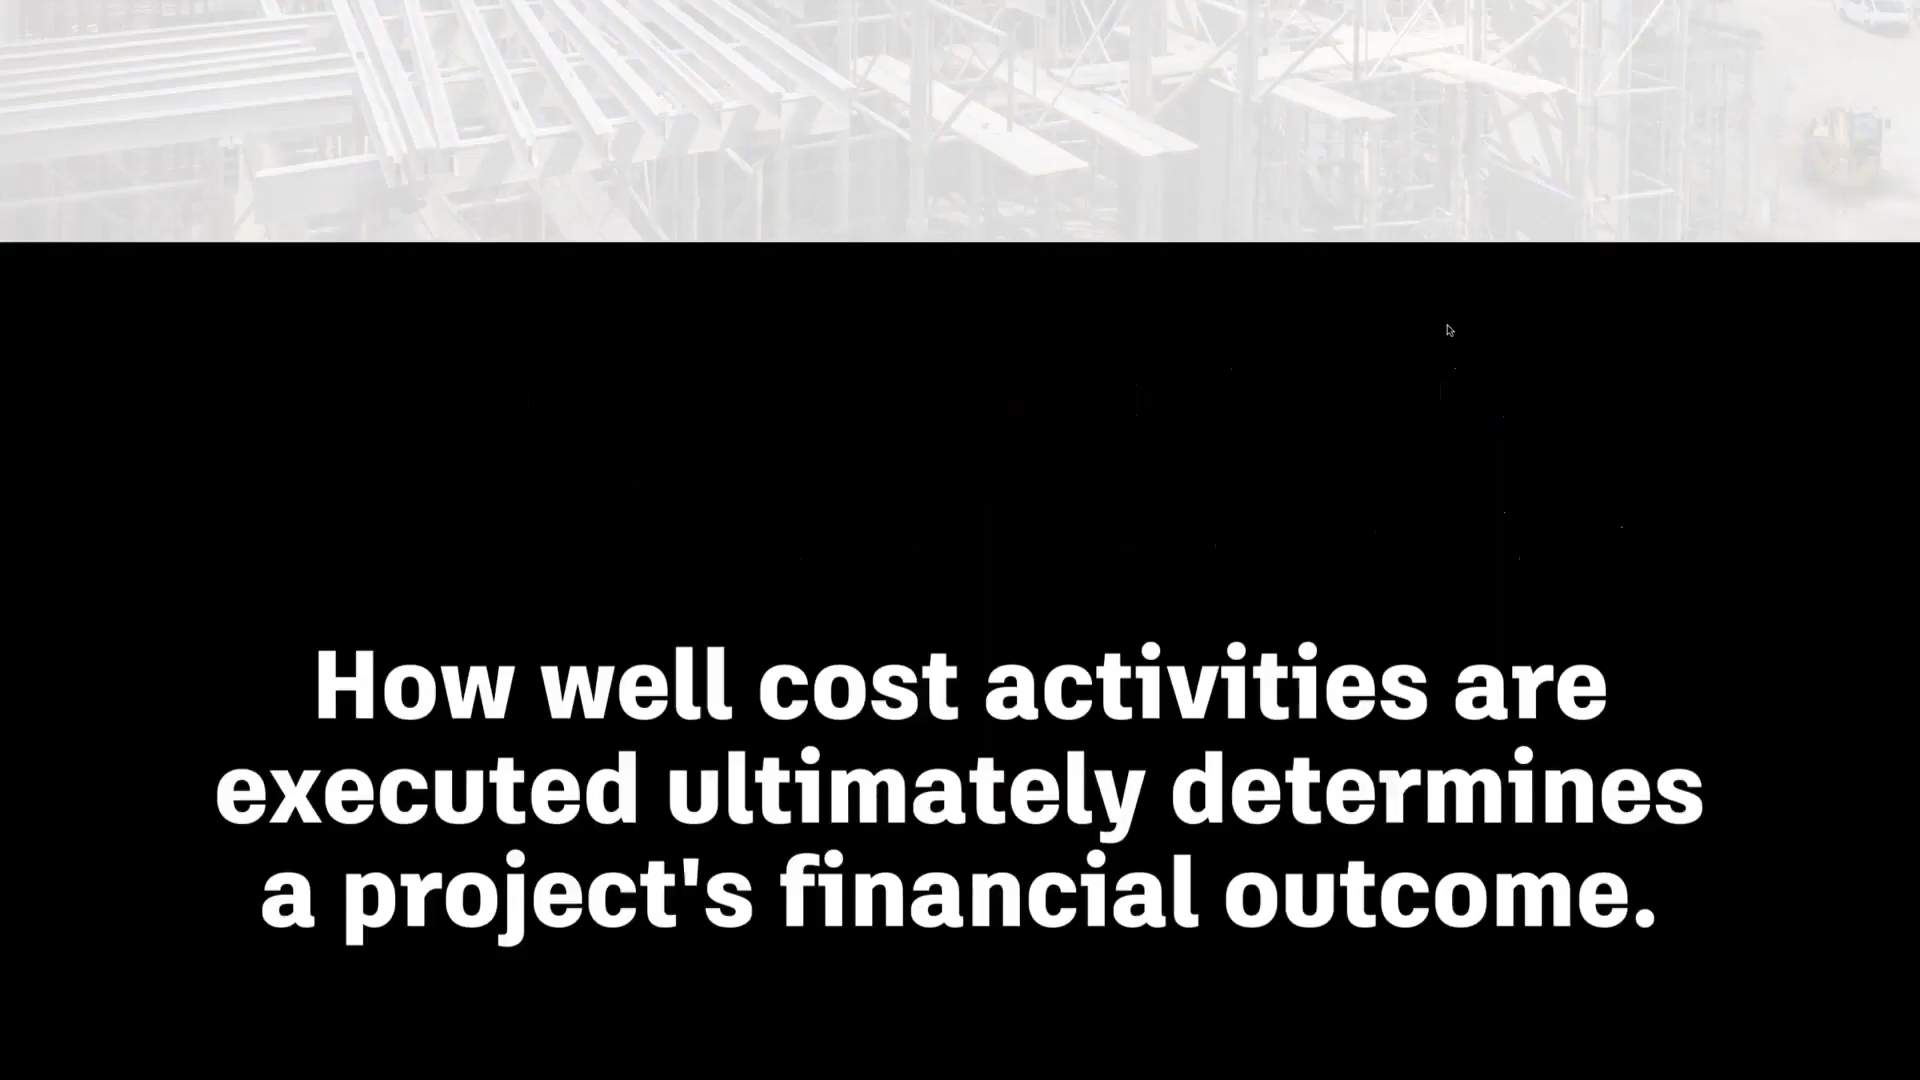 How well cost activities are
executed ultimately determines
a project's financial outcome.